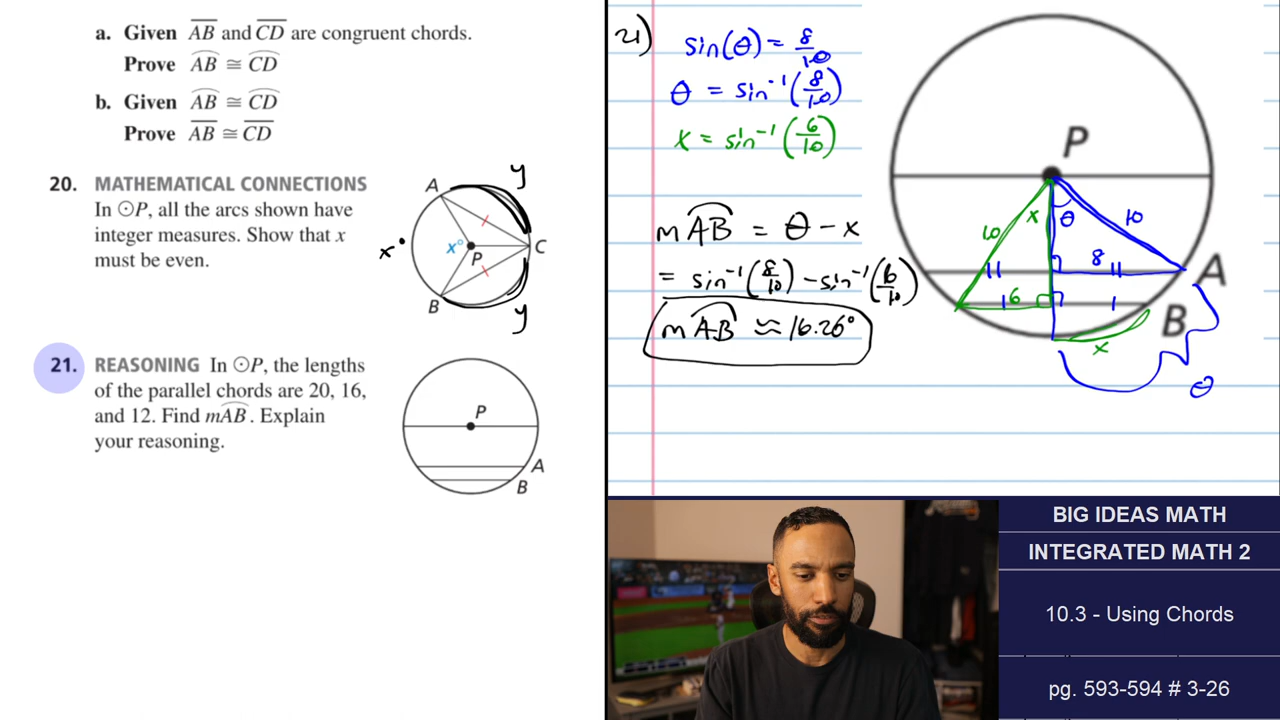 a. Given AB and CD are congruent chords.
Prove AB ≅ CD
b. Given AB ≅ CD
Prove AB ≅ CD
20. MATHEMATICAL CONNECTIONS
In ⊙P, all the arcs shown have
integer measures. Show that x
must be even.
A
y
x°
x°
P
C
B
y
21. REASONING In ⊙P, the lengths
of the parallel chords are 20, 16,
and 12. Find mAB. Explain
your reasoning.
P
A
B
21)
sin(θ) = 8/10
θ = sin⁻¹(8/10)
x = sin⁻¹(6/10)
mAB = θ - x
= sin⁻¹(8/10) - sin⁻¹(6/10)
mAB ≈ 16.26°
P
x
θ
10
10
8
A
6
B
x
θ
BIG IDEAS MATH
INTEGRATED MATH 2
10.3 - Using Chords
pg. 593-594 # 3-26